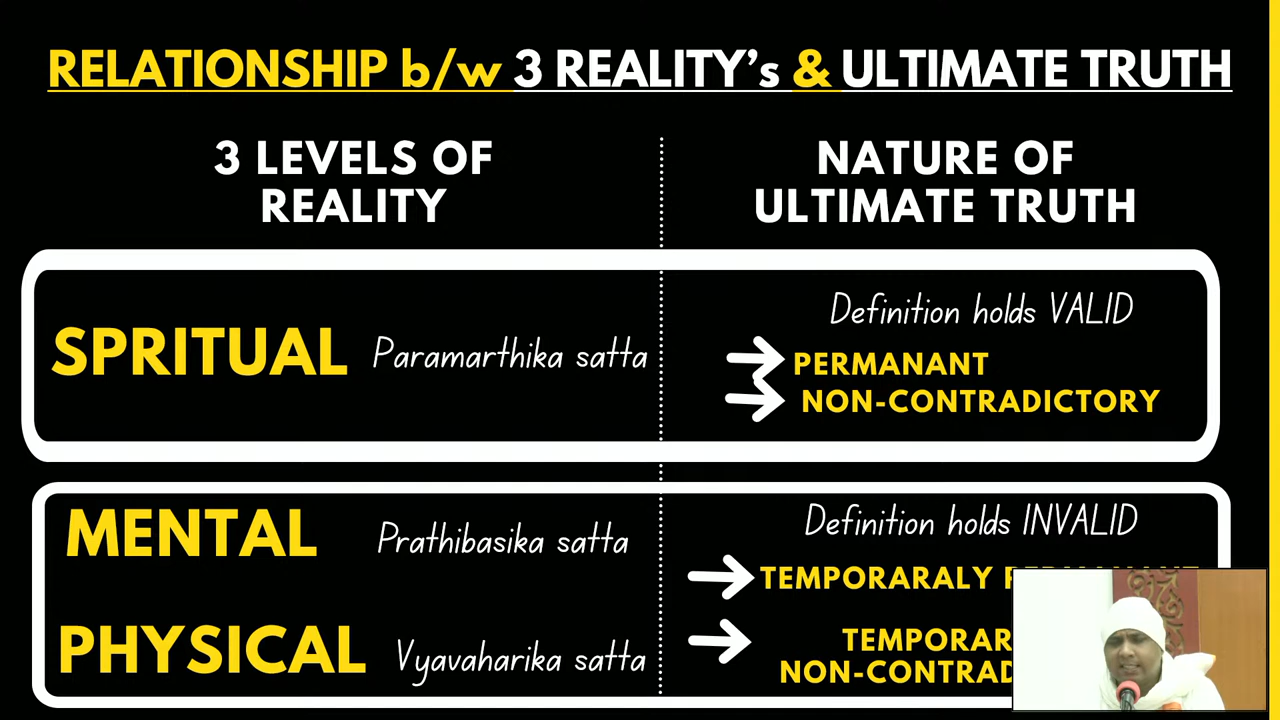 RELATIONSHIP b/w 3 REALITY's & ULTIMATE TRUTH
3 LEVELS OF
REALITY
NATURE OF
ULTIMATE TRUTH
SPRITUAL Paramarthika satta
Definition holds VALID
PERMANANT
NON-CONTRADICTORY
MENTAL Prathibasika satta
PHYSICAL Vyavaharika satta
Definition holds INVALID
TEMPORARALY